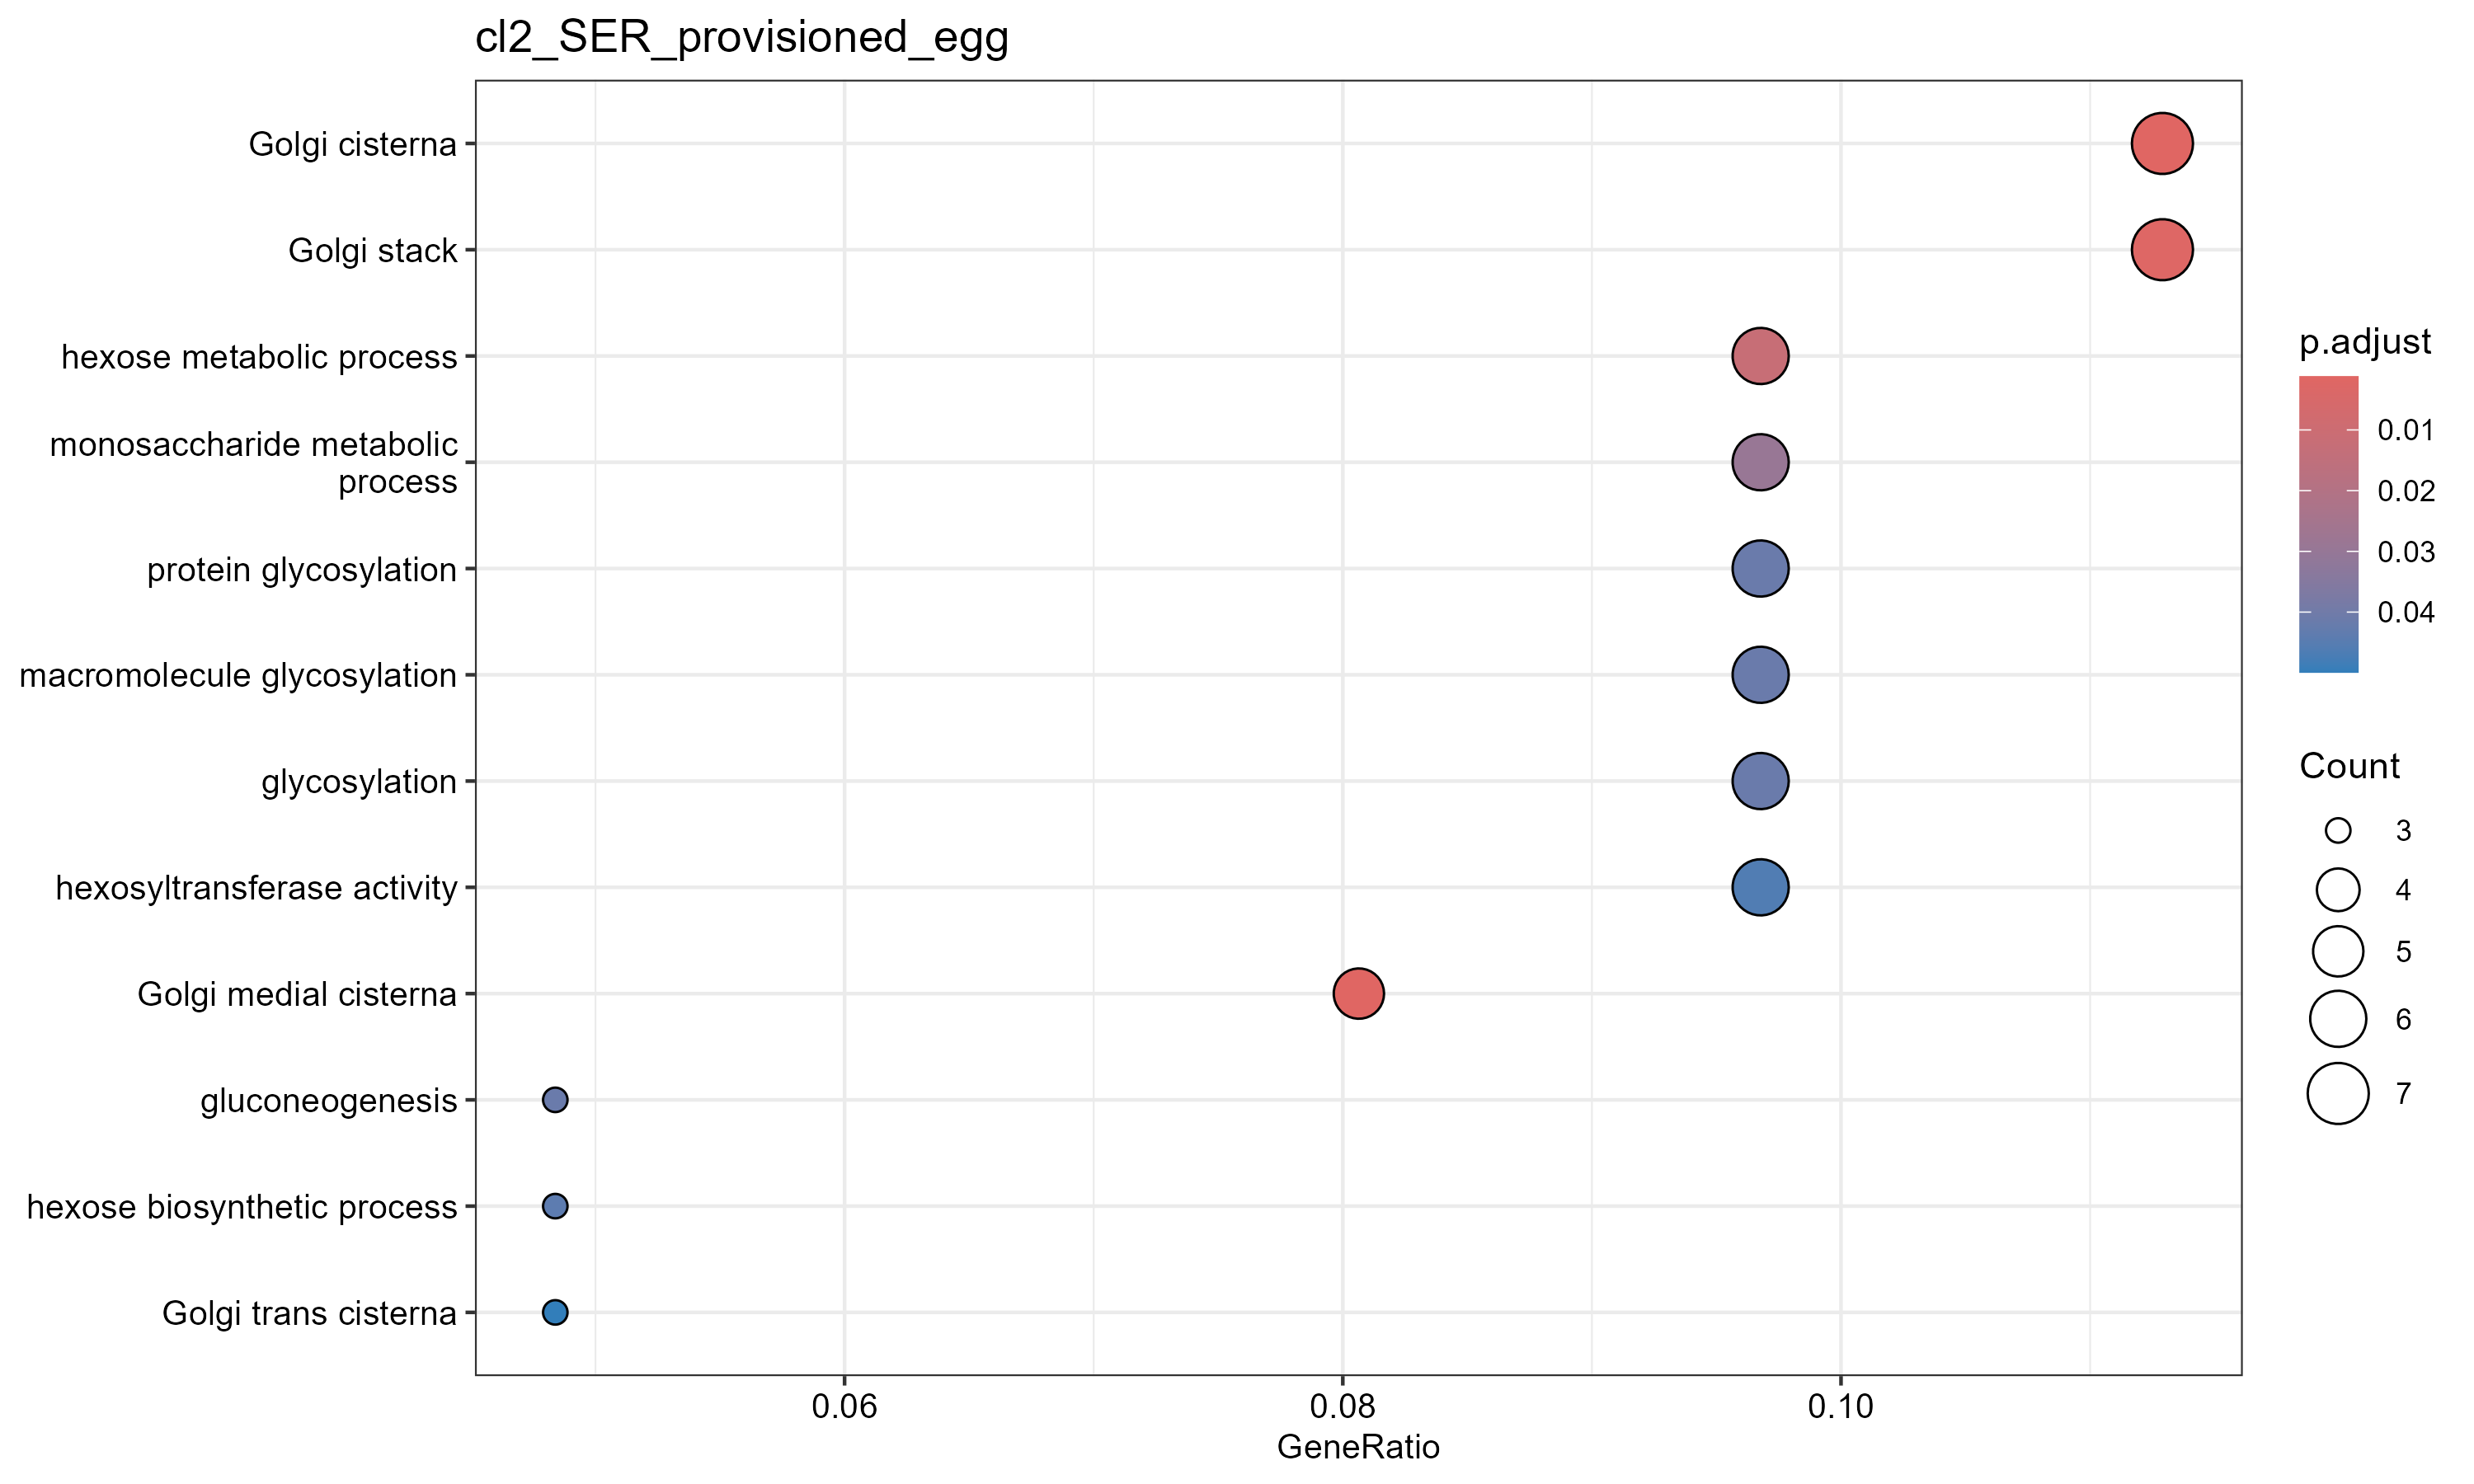 cl2_SER_provisioned_egg
Golgi cisterna
Golgi stack
hexose metabolic process
monosaccharide metabolic
process
protein glycosylation
macromolecule glycosylation
glycosylation
hexosyltransferase activity
Golgi medial cisterna
gluconeogenesis
hexose biosynthetic process
Golgi trans cisterna
0.06
0.08
0.10
GeneRatio
p.adjust
0.01
0.02
0.03
0.04
Count
3
4
5
6
7